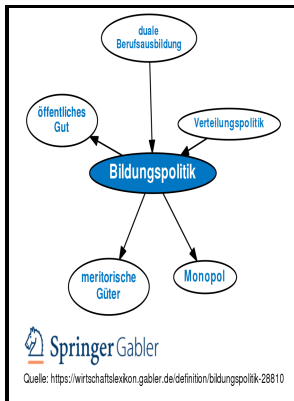 duale
Berufsausbildung
öffentliches
Gut
Verteilungspolitik
Bildungspolitik
meritorische
Güter
Monopol
Springer Gabler
Quelle: https://wirtschaftslexikon.gabler.de/definition/bildungspolitik-28810